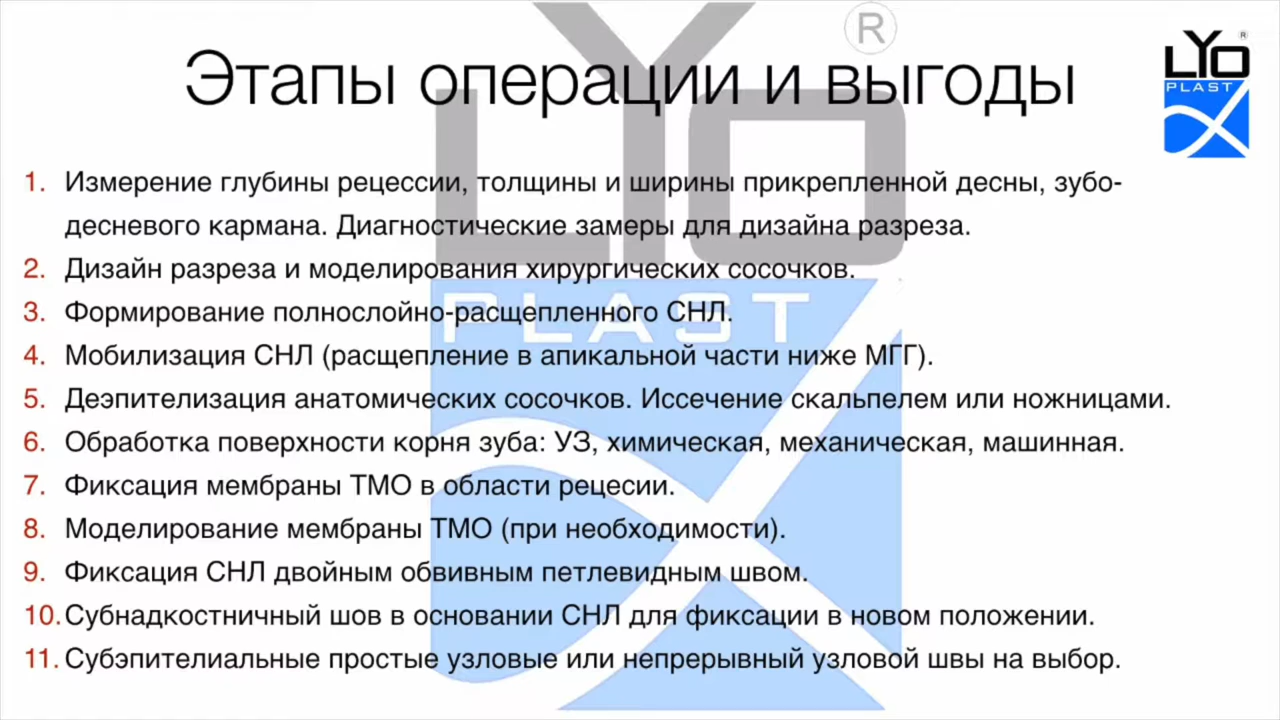 Этапы операции и выгоды
LYO
PLAST
®
LYO
PLAST
®
1. Измерение глубины рецессии, толщины и ширины прикрепленной десны, зубо-
десневого кармана. Диагностические замеры для дизайна разреза.
2. Дизайн разреза и моделирования хирургических сосочков.
3. Формирование полнослойно-расщепленного СНЛ.
4. Мобилизация СНЛ (расщепление в апикальной части ниже МГГ).
5. Деэпителизация анатомических сосочков. Иссечение скальпелем или ножницами.
6. Обработка поверхности корня зуба: УЗ, химическая, механическая, машинная.
7. Фиксация мембраны ТМО в области рецесии.
8. Моделирование мембраны ТМО (при необходимости).
9. Фиксация СНЛ двойным обвивным петлевидным швом.
10. Субнадкостничный шов в основании СНЛ для фиксации в новом положении.
11. Субэпителиальные простые узловые или непрерывный узловой швы на выбор.